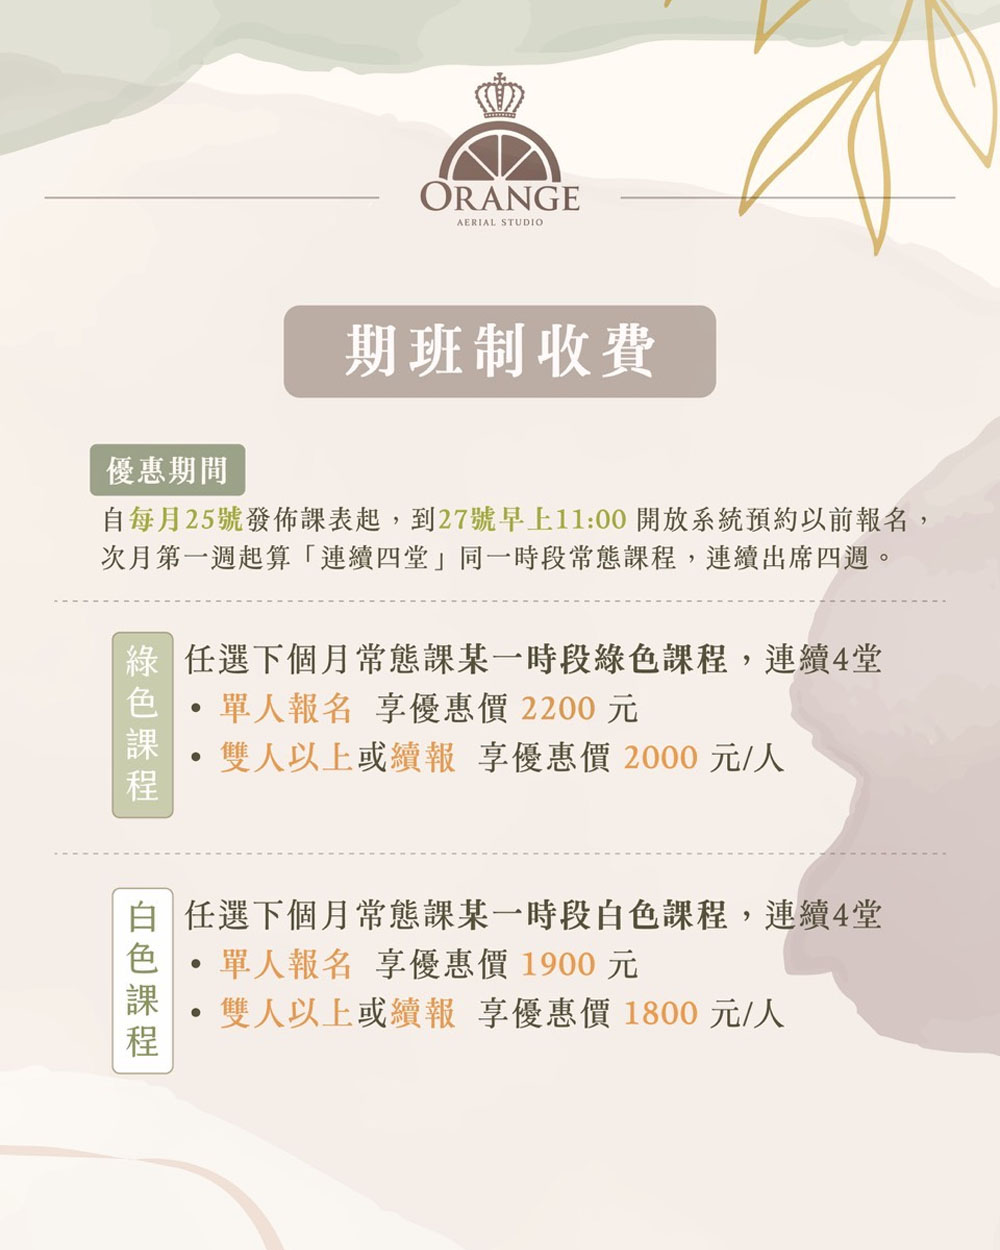 ORANGE
AERIAL STUDIO
期班制收費
優惠期間
自每月25號發佈課表起，到27號早上11:00 開放系統預約以前報名，
次月第一週起算「連續四堂」同一時段常態課程，連續出席四週。
綠色課程
任選下個月常態課某一時段綠色課程，連續4堂
• 單人報名 享優惠價 2200 元
• 雙人以上或續報 享優惠價 2000 元/人
白色課程
任選下個月常態課某一時段白色課程，連續4堂
• 單人報名 享優惠價 1900 元
• 雙人以上或續報 享優惠價 1800 元/人